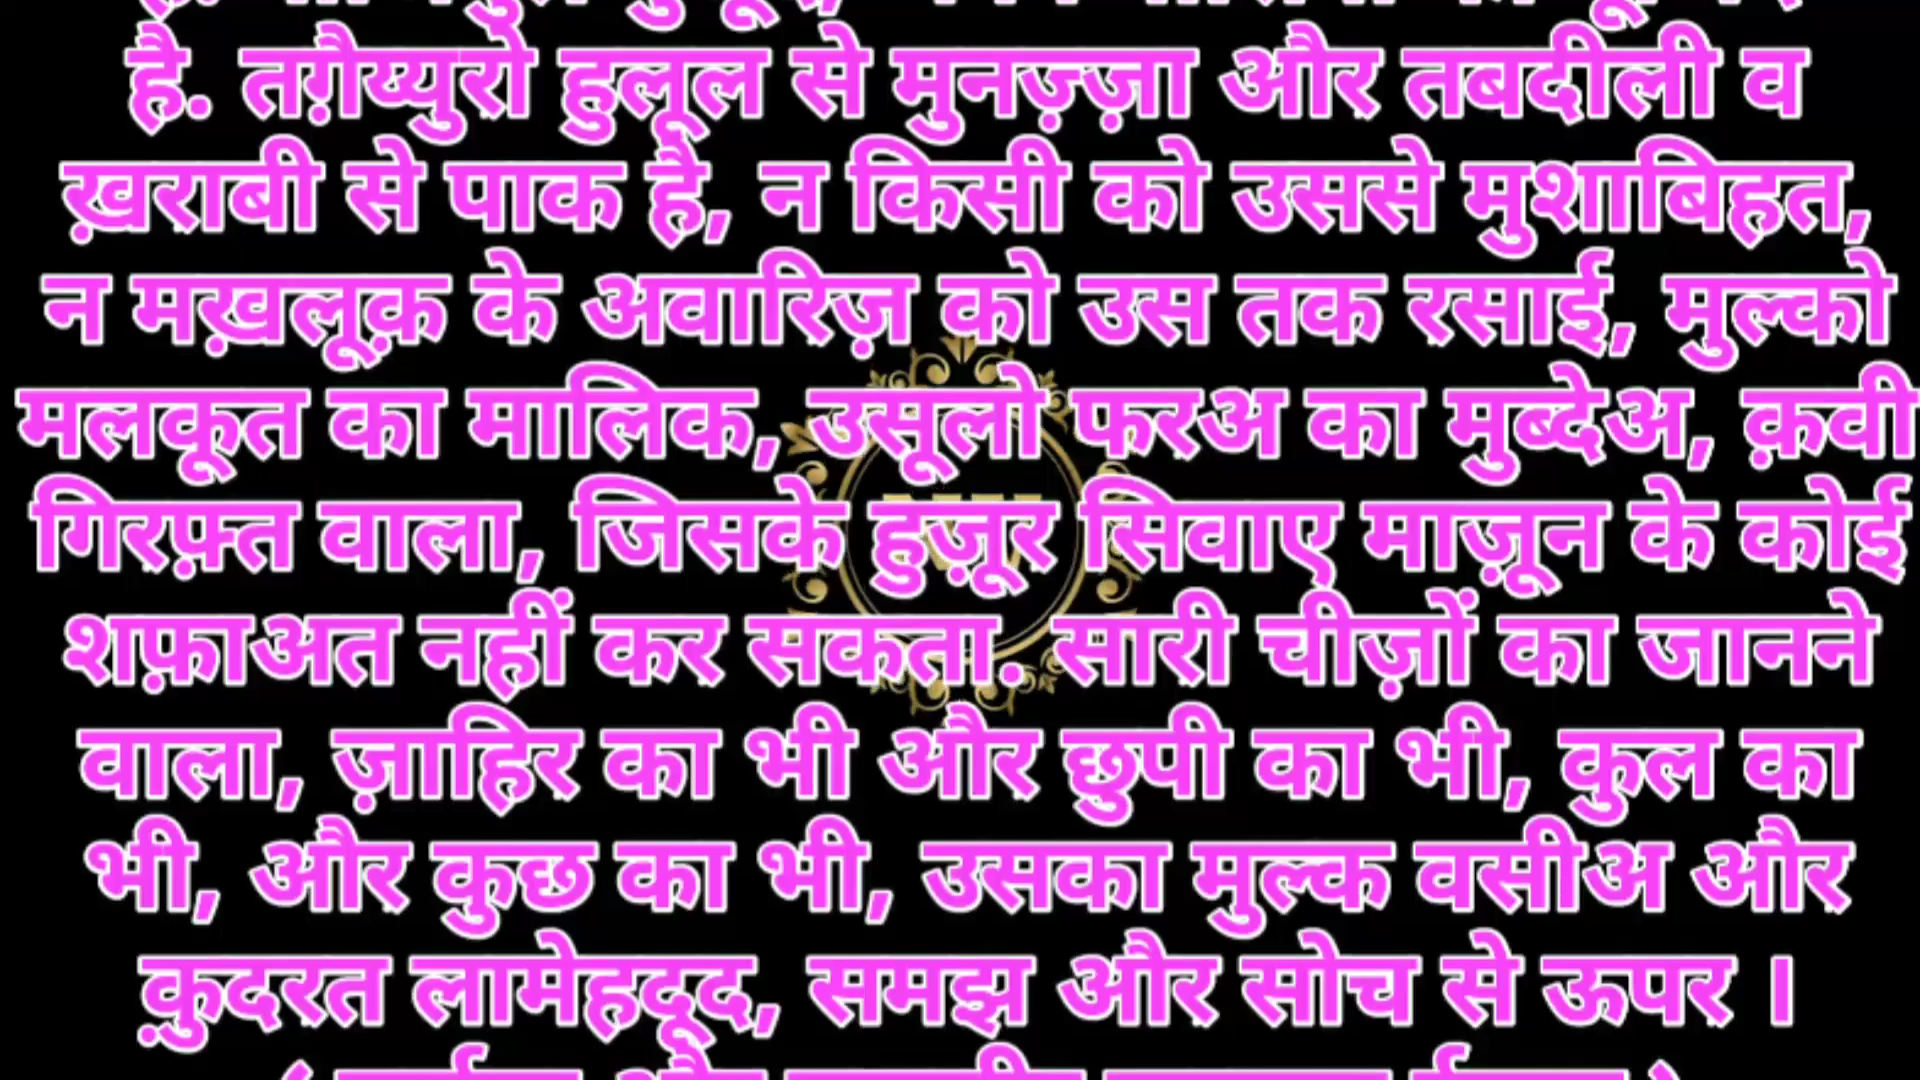 है. तग़ैय्युरो हुलूल से मुनज़्ज़ा और तबदीली व
ख़राबी से पाक है, न किसी को उससे मुशाबिहत,
न मख़लूक़ के अवारिज़ को उस तक रसाई, मुल्को
मलकूत का मालिक, उसूलो फरअ का मुब्देअ, क़वी
गिरफ़्त वाला, जिसके हुज़ूर सिवाए माज़ून के कोई
शफ़ाअत नहीं कर सकता. सारी चीज़ों का जानने
वाला, ज़ाहिर का भी और छुपी का भी, कुल का
भी, और कुछ का भी, उसका मुल्क वसीअ और
क़ुदरत लामेहदूद, समझ और सोच से ऊपर ।